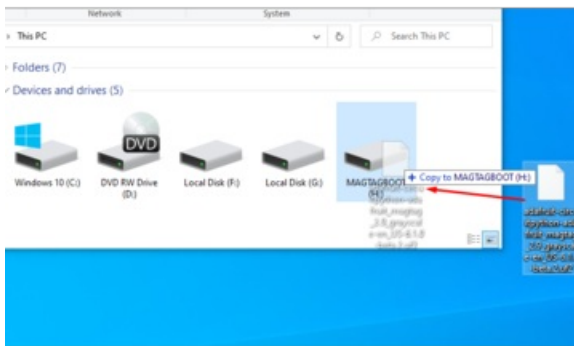 Network System
This PC
Search This PC
Folders (7)
Devices and drives (5)
DVD
Windows 10 (C:)
DVD RW Drive
(D:)
Local Disk (F:)
Local Disk (G:)
MAGTAGBOOT
(H:)
Copy to MAGTAGBOOT (H:)